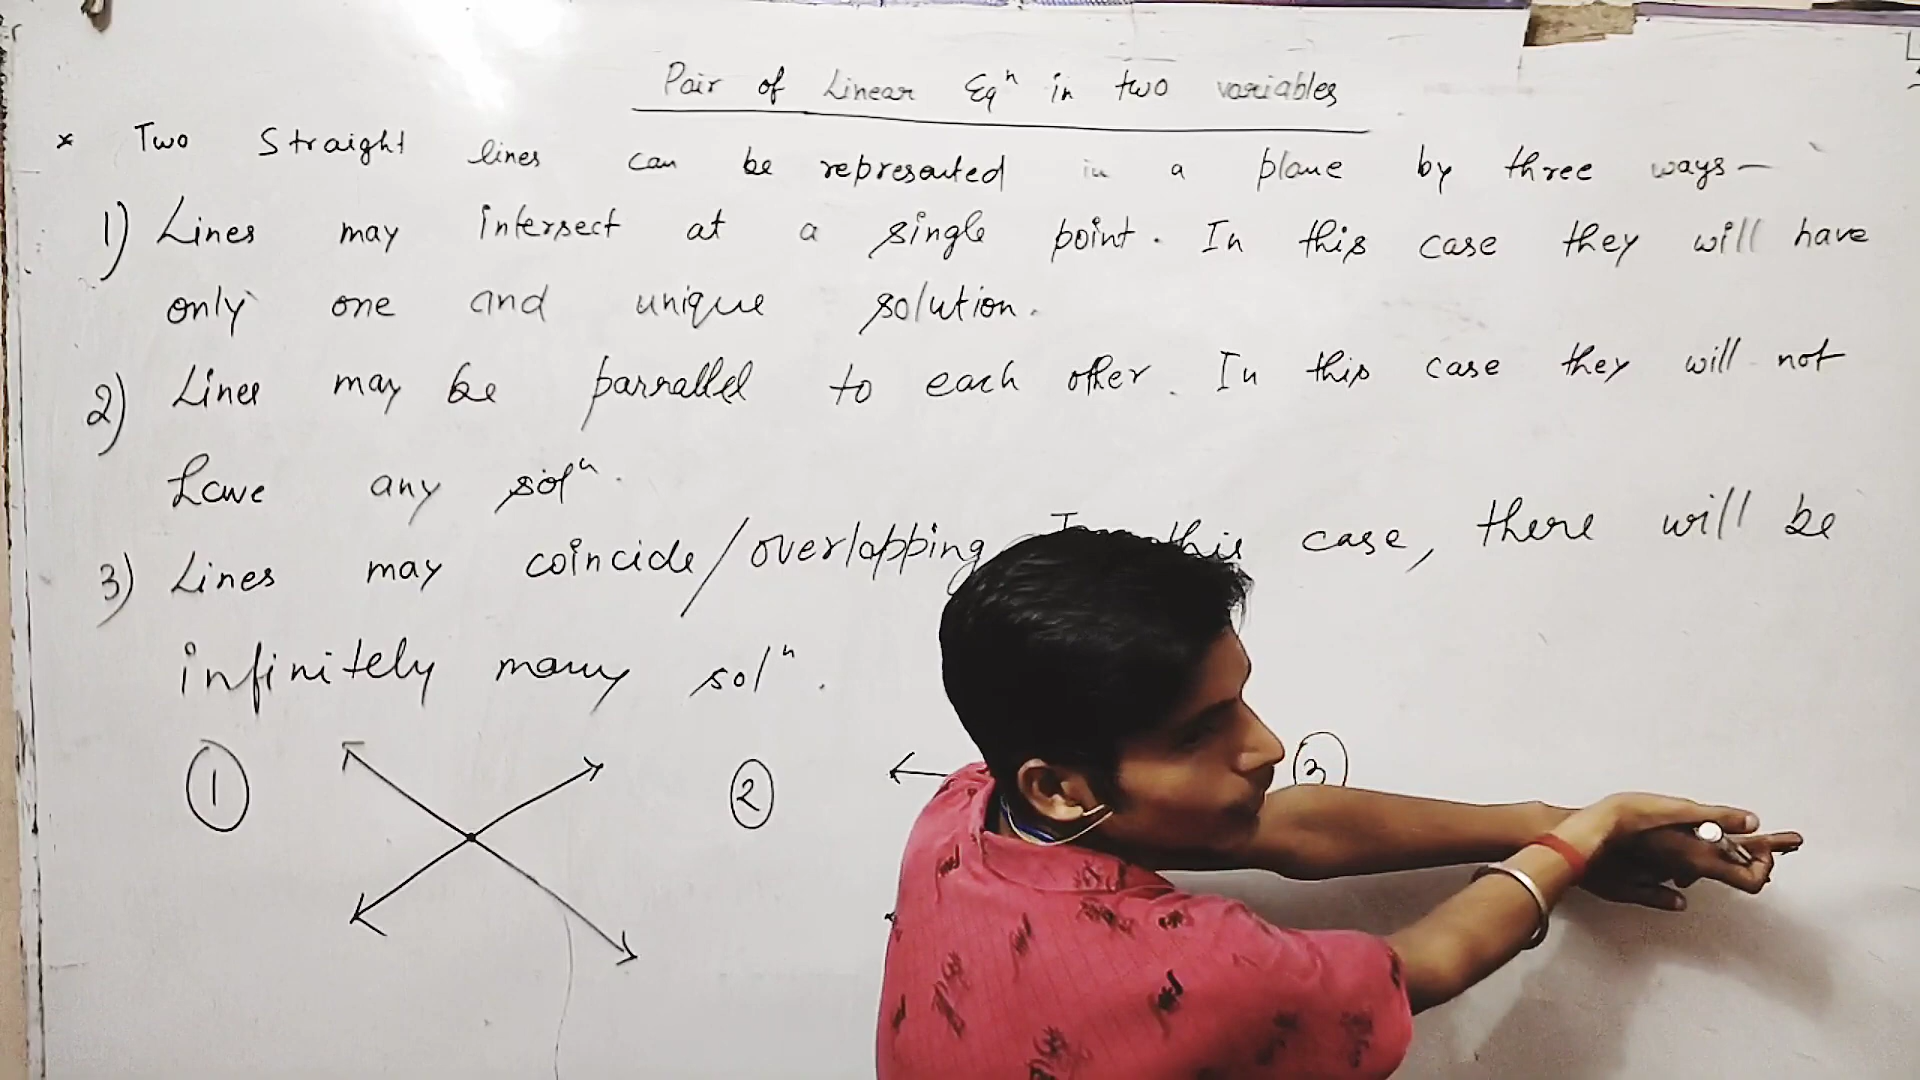 Pair of Linear Eqⁿ in two variables
* Two Straight lines can be represented in a plane by three ways —
1) Lines may intersect at a single point. In this case they will have
only one and unique solution.
2) Lines may be parrallel to each other. In this case they will not
have any solⁿ.
3) Lines may coincide/overlapping this case, there will be
infinitely many solⁿ.
1 2 3